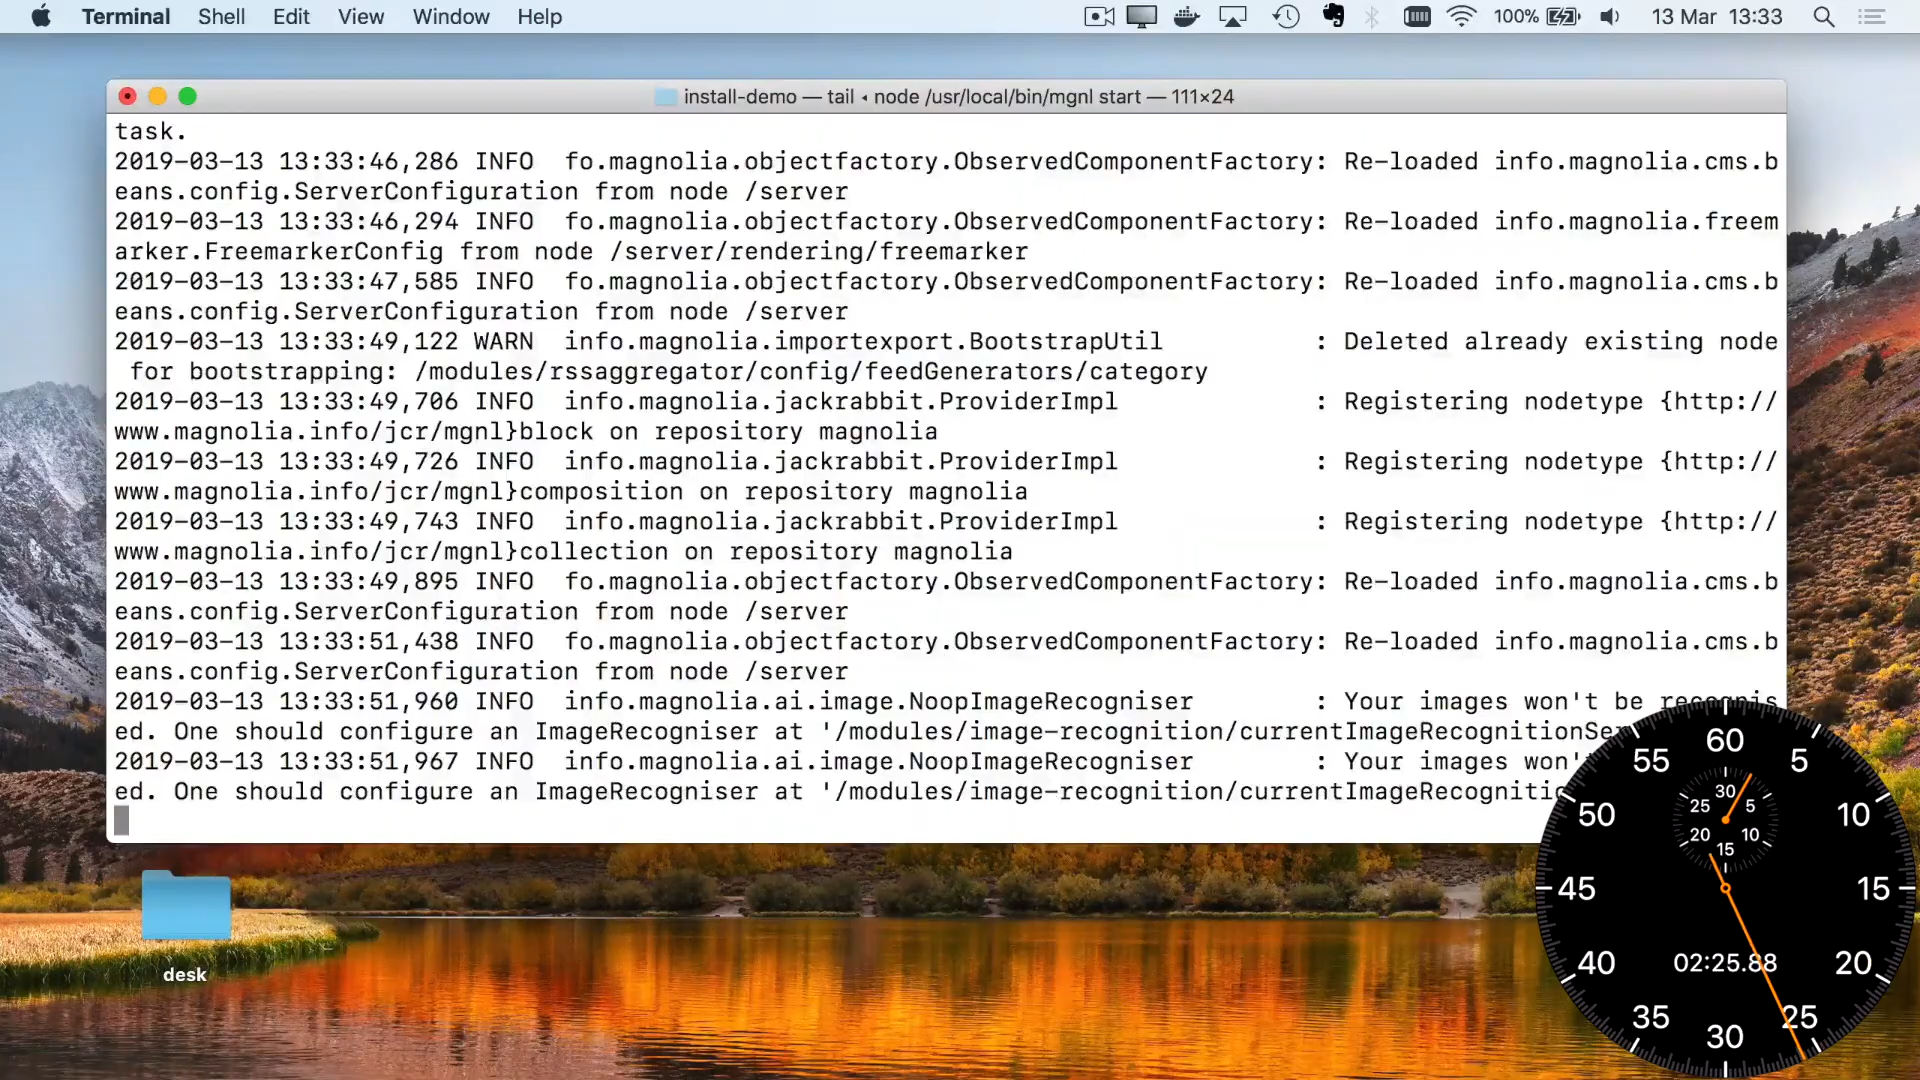 Terminal Shell Edit View Window Help 100% 13 Mar 13:33
install-demo — tail ◂ node /usr/local/bin/mgnl start — 111×24
task.
2019-03-13 13:33:46,286 INFO  fo.magnolia.objectfactory.ObservedComponentFactory: Re-loaded info.magnolia.cms.b
eans.config.ServerConfiguration from node /server
2019-03-13 13:33:46,294 INFO  fo.magnolia.objectfactory.ObservedComponentFactory: Re-loaded info.magnolia.freem
arker.FreemarkerConfig from node /server/rendering/freemarker
2019-03-13 13:33:47,585 INFO  fo.magnolia.objectfactory.ObservedComponentFactory: Re-loaded info.magnolia.cms.b
eans.config.ServerConfiguration from node /server
2019-03-13 13:33:49,122 WARN  info.magnolia.importexport.BootstrapUtil          : Deleted already existing node
 for bootstrapping: /modules/rssaggregator/config/feedGenerators/category
2019-03-13 13:33:49,706 INFO  info.magnolia.jackrabbit.ProviderImpl             : Registering nodetype {http://
www.magnolia.info/jcr/mgnl}block on repository magnolia
2019-03-13 13:33:49,726 INFO  info.magnolia.jackrabbit.ProviderImpl             : Registering nodetype {http://
www.magnolia.info/jcr/mgnl}composition on repository magnolia
2019-03-13 13:33:49,743 INFO  info.magnolia.jackrabbit.ProviderImpl             : Registering nodetype {http://
www.magnolia.info/jcr/mgnl}collection on repository magnolia
2019-03-13 13:33:49,895 INFO  fo.magnolia.objectfactory.ObservedComponentFactory: Re-loaded info.magnolia.cms.b
eans.config.ServerConfiguration from node /server
2019-03-13 13:33:51,438 INFO  fo.magnolia.objectfactory.ObservedComponentFactory: Re-loaded info.magnolia.cms.b
eans.config.ServerConfiguration from node /server
2019-03-13 13:33:51,960 INFO  info.magnolia.ai.image.NoopImageRecogniser        : Your images won't be recognis
ed. One should configure an ImageRecogniser at '/modules/image-recognition/currentImageRecognitionSer
2019-03-13 13:33:51,967 INFO  info.magnolia.ai.image.NoopImageRecogniser        : Your images won'
ed. One should configure an ImageRecogniser at '/modules/image-recognition/currentImageRecognitio
desk
60
55 5
30
25 5
50 10
20 10
15
45 15
40 02:25.88 20
35 25
30